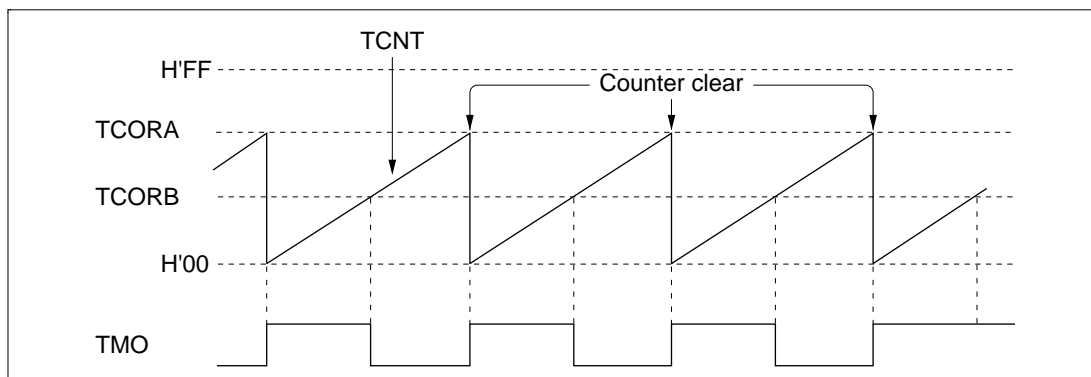 TCNT
H'FF
Counter clear
TCORA
TCORB
H'00
TMO